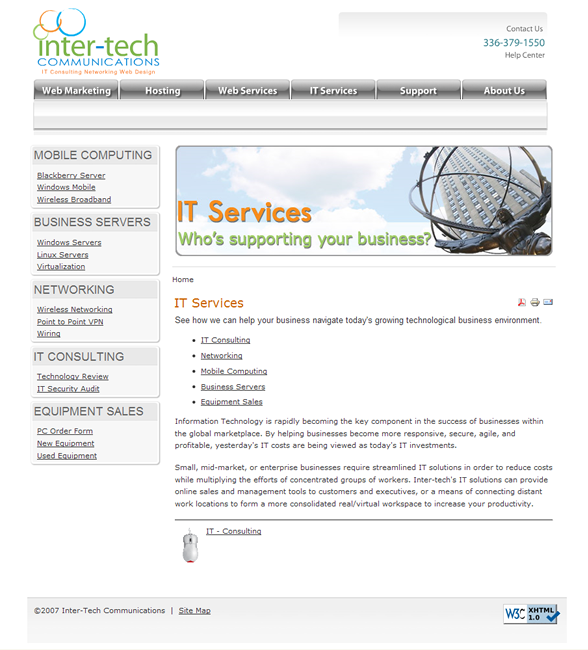 inter-tech
COMMUNICATIONS
IT Consulting Networking Web Design
Contact Us
336-379-1550
Help Center
Web Marketing
Hosting
Web Services
IT Services
Support
About Us
MOBILE COMPUTING
Blackberry Server
Windows Mobile
Wireless Broadband
BUSINESS SERVERS
Windows Servers
Linux Servers
Virtualization
NETWORKING
Wireless Networking
Point to Point VPN
Wiring
IT CONSULTING
Technology Review
IT Security Audit
EQUIPMENT SALES
PC Order Form
New Equipment
Used Equipment
IT Services
Who's supporting your business?
Home
IT Services
See how we can help your business navigate today's growing technological business environment.
IT Consulting
Networking
Mobile Computing
Business Servers
Equipment Sales
Information Technology is rapidly becoming the key component in the success of businesses within
the global marketplace. By helping businesses become more responsive, secure, agile, and
profitable, yesterday's IT costs are being viewed as today's IT investments.
Small, mid-market, or enterprise businesses require streamlined IT solutions in order to reduce costs
while multiplying the efforts of concentrated groups of workers. Inter-tech's IT solutions can provide
online sales and management tools to customers and executives, or a means of connecting distant
work locations to form a more consolidated real/virtual workspace to increase your productivity.
IT - Consulting
©2007 Inter-Tech Communications | Site Map
W3C XHTML 1.0